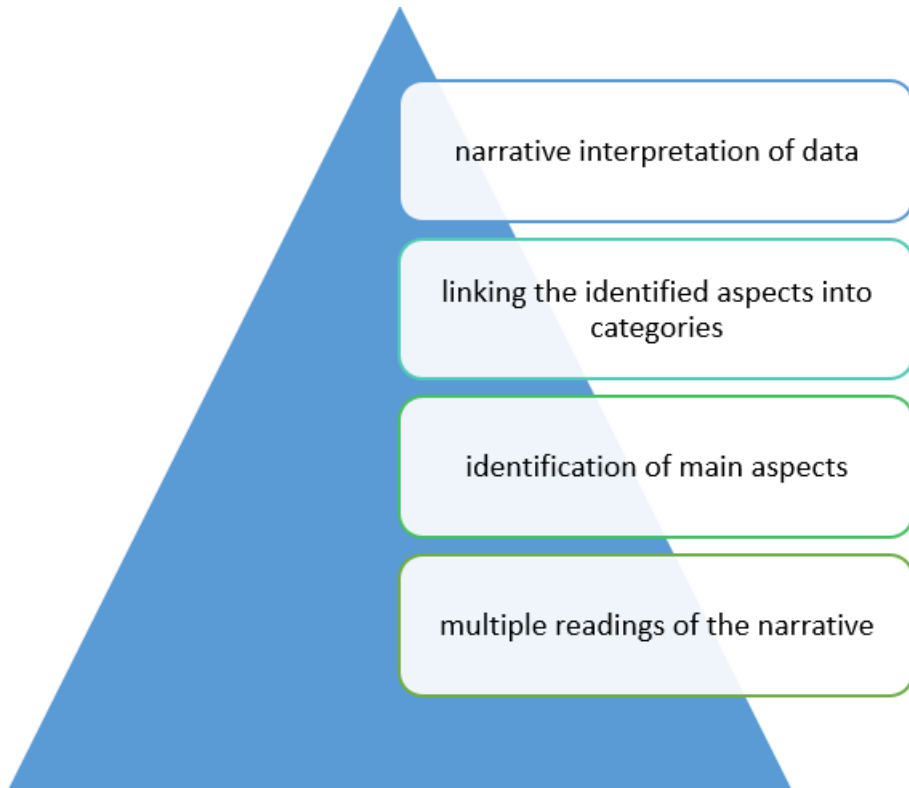 narrative interpretation of data
linking the identified aspects into
categories
identification of main aspects
multiple readings of the narrative